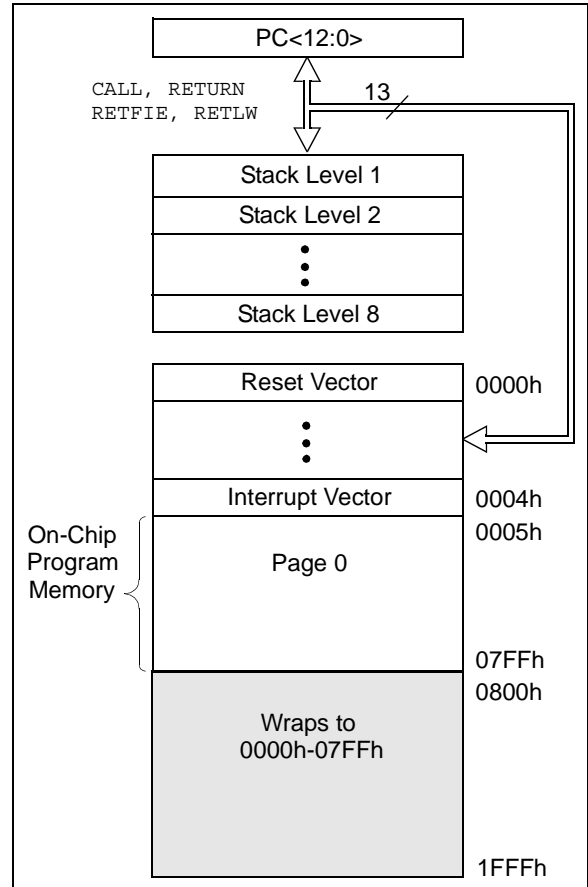 PC<12:0>
CALL, RETURN
RETFIE, RETLW
13
Stack Level 1
Stack Level 2
Stack Level 8
Reset Vector
0000h
Interrupt Vector
0004h
0005h
On-Chip
Program
Memory
Page 0
07FFh
0800h
Wraps to
0000h-07FFh
1FFFh